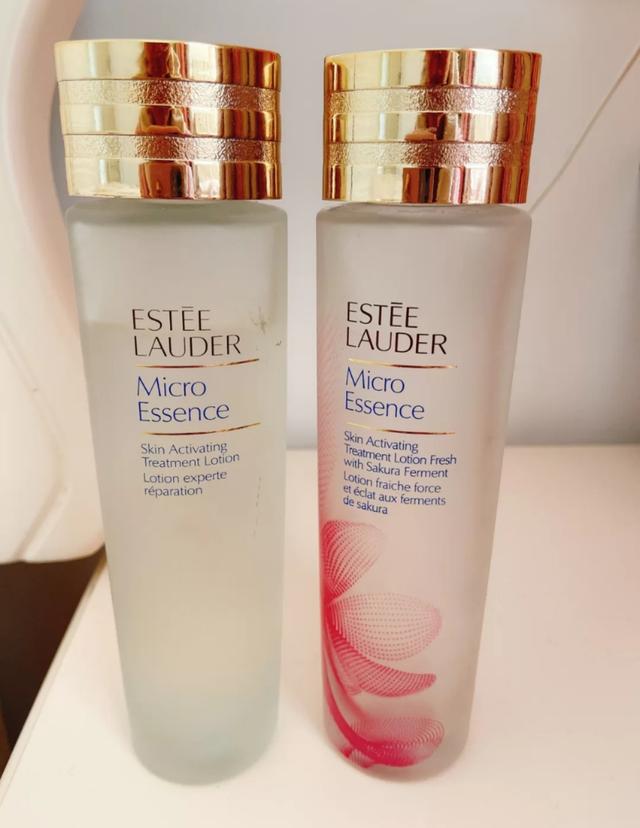 ESTĒE
LAUDER
Micro
Essence
Skin Activating
Treatment Lotion
Lotion experte
réparation
ESTĒE
LAUDER
Micro
Essence
Skin Activating
Treatment Lotion Fresh
with Sakura Ferment
Lotion fraiche force
et éclat aux ferments
de sakura